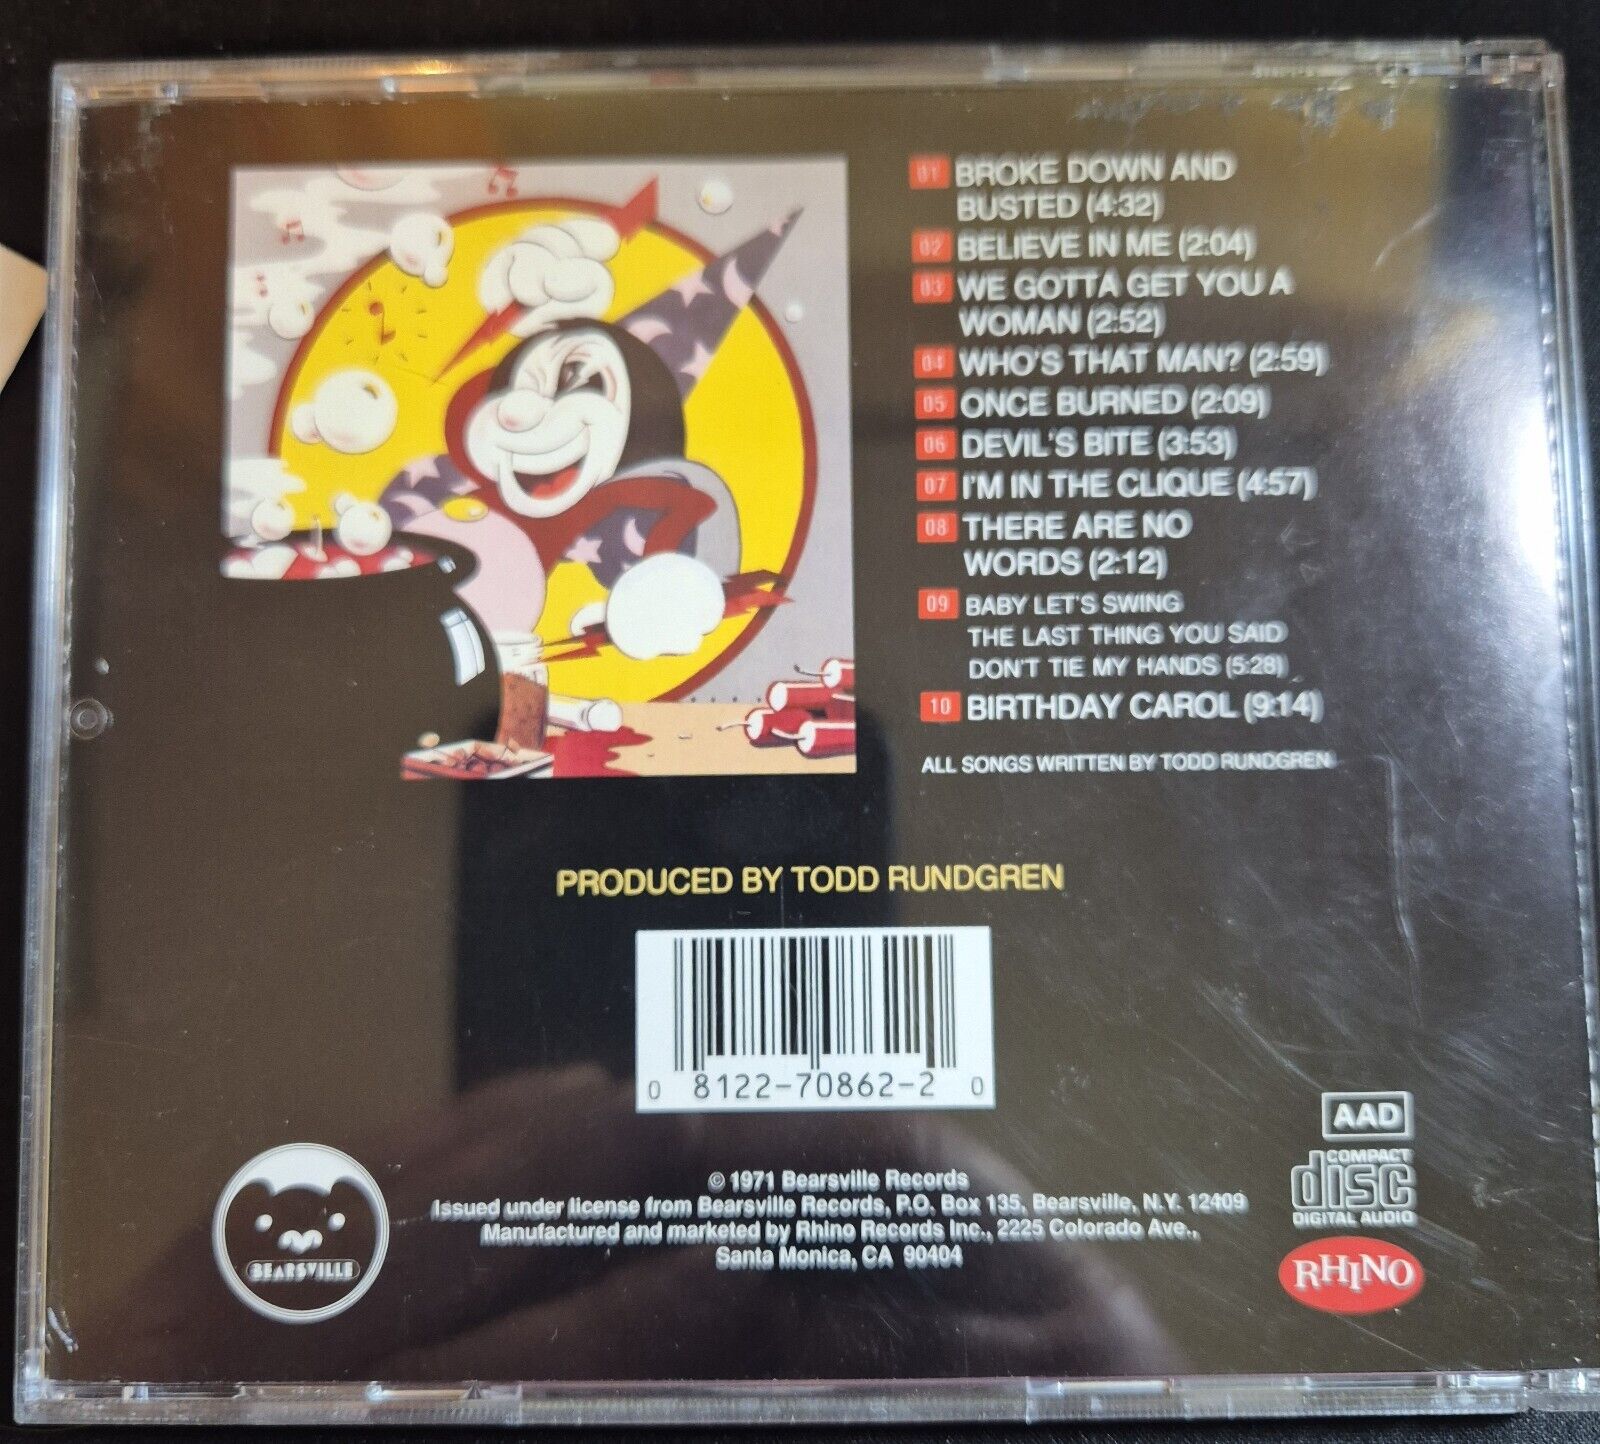 01 BROKE DOWN AND
BUSTED (4:32)
02 BELIEVE IN ME (2:04)
03 WE GOTTA GET YOU A
WOMAN (2:52)
04 WHO'S THAT MAN? (2:59)
05 ONCE BURNED (2:09)
06 DEVIL'S BITE (3:53)
07 I'M IN THE CLIQUE (4:57)
08 THERE ARE NO
WORDS (2:12)
09 BABY LET'S SWING
THE LAST THING YOU SAID
DON'T TIE MY HANDS (5:28)
10 BIRTHDAY CAROL (9:14)
ALL SONGS WRITTEN BY TODD RUNDGREN
PRODUCED BY TODD RUNDGREN
0 8122-70862-2 0
BEARSVILLE
© 1971 Bearsville Records
Issued under license from Bearsville Records, P.O. Box 135, Bearsville, N.Y. 12409
Manufactured and marketed by Rhino Records Inc., 2225 Colorado Ave.,
Santa Monica, CA 90404
AAD
COMPACT
disc
DIGITAL AUDIO
RHINO